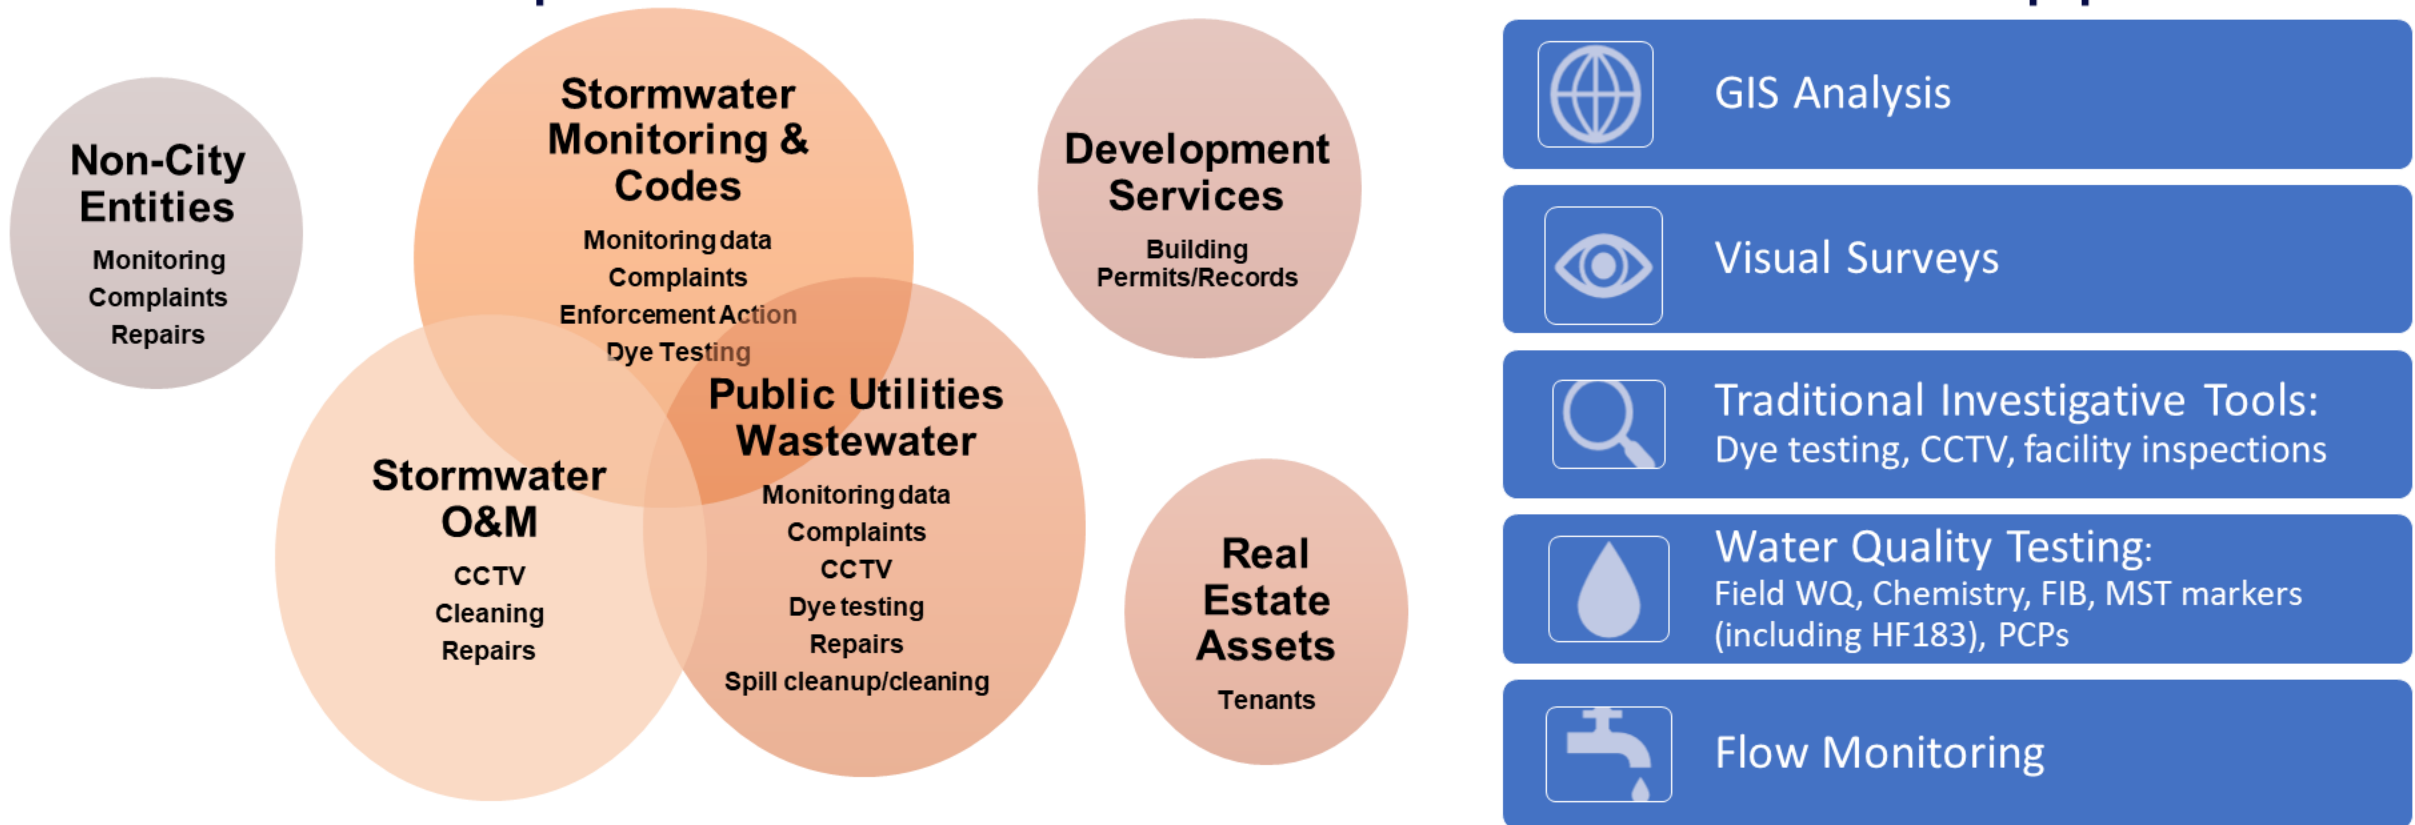 Non-City
Entities
Monitoring
Complaints
Repairs
Stormwater
Monitoring &
Codes
Monitoring data
Complaints
Enforcement Action
Dye Testing
Stormwater
O&M
CCTV
Cleaning
Repairs
Public Utilities
Wastewater
Monitoring data
Complaints
CCTV
Dye testing
Repairs
Spill cleanup/cleaning
Development
Services
Building
Permits/Records
Real
Estate
Assets
Tenants
GIS Analysis
Visual Surveys
Traditional Investigative Tools:
Dye testing, CCTV, facility inspections
Water Quality Testing:
Field WQ, Chemistry, FIB, MST markers
(including HF183), PCPs
Flow Monitoring